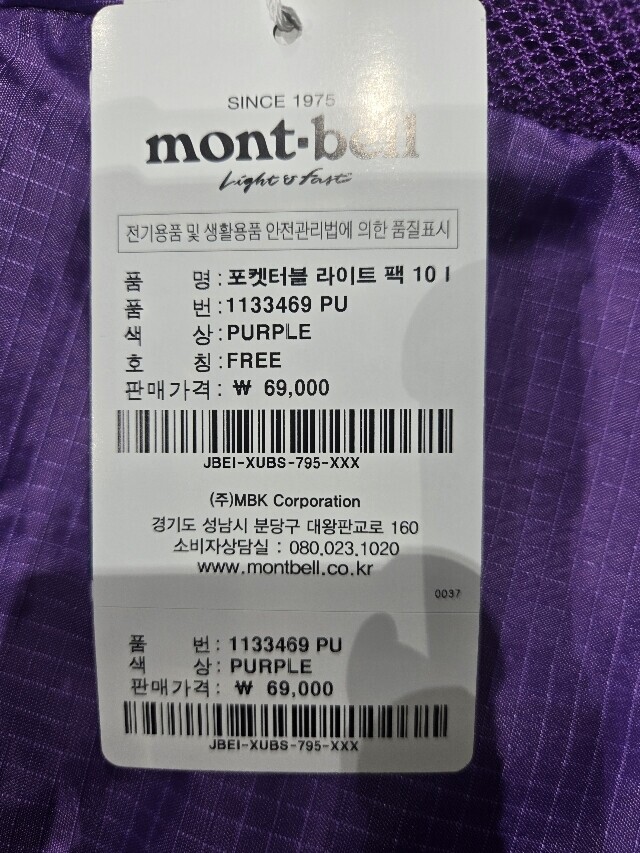 SINCE 1975
mont-bell
Light & Fast
전기용품 및 생활용품 안전관리법에 의한 품질표시
품 명 : 포켓터블 라이트 팩 10 l
품 번 : 1133469 PU
색 상 : PURPLE
호 칭 : FREE
판매가격 : ₩ 69,000
JBEI-XUBS-795-XXX
(주)MBK Corporation
경기도 성남시 분당구 대왕판교로 160
소비자상담실 : 080.023.1020
www.montbell.co.kr
0037
품 번 : 1133469 PU
색 상 : PURPLE
판매가격 : ₩ 69,000
JBEI-XUBS-795-XXX